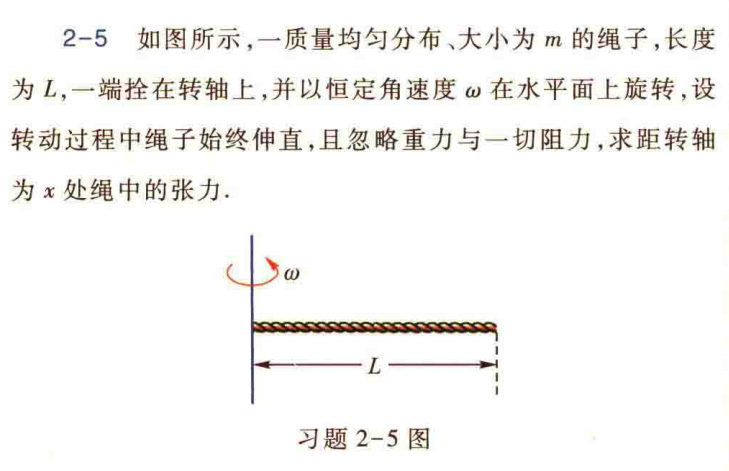 2-5 如图所示,一质量均匀分布、大小为 m 的绳子,长度
为 L,一端拴在转轴上,并以恒定角速度 ω 在水平面上旋转,设
转动过程中绳子始终伸直,且忽略重力与一切阻力,求距转轴
为 x 处绳中的张力.
ω
L
习题 2-5 图